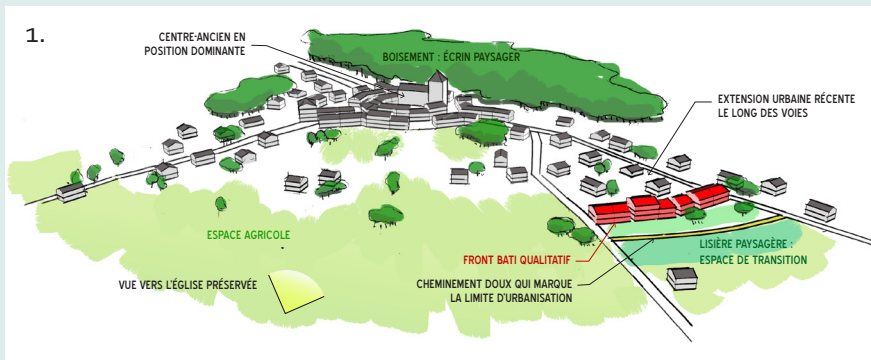 1.
CENTRE-ANCIEN EN
POSITION DOMINANTE
BOISEMENT : ÉCRIN PAYSAGER
EXTENSION URBAINE RÉCENTE
LE LONG DES VOIES
ESPACE AGRICOLE
FRONT BATI QUALITATIF
LISIÈRE PAYSAGÈRE :
ESPACE DE TRANSITION
VUE VERS L'ÉGLISE PRÉSERVÉE
CHEMINEMENT DOUX QUI MARQUE
LA LIMITE D'URBANISATION